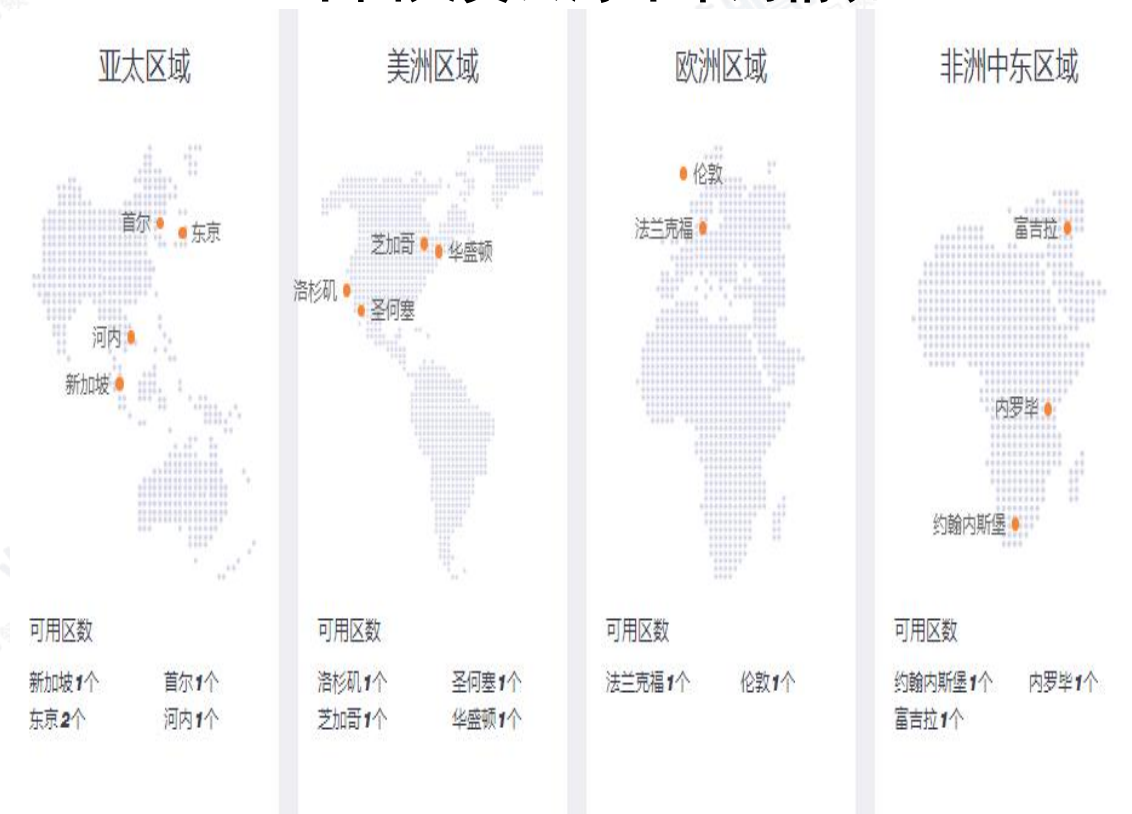 亚太区域
首尔
东京
河内
新加坡
可用区数
新加坡1个 首尔1个
东京2个 河内1个
美洲区域
芝加哥
华盛顿
洛杉矶
圣何塞
可用区数
洛杉矶1个 圣何塞1个
芝加哥1个 华盛顿1个
欧洲区域
伦敦
法兰克福
可用区数
法兰克福1个 伦敦1个
非洲中东区域
富吉拉
内罗毕
约翰内斯堡
可用区数
约翰内斯堡1个 内罗毕1个
富吉拉1个